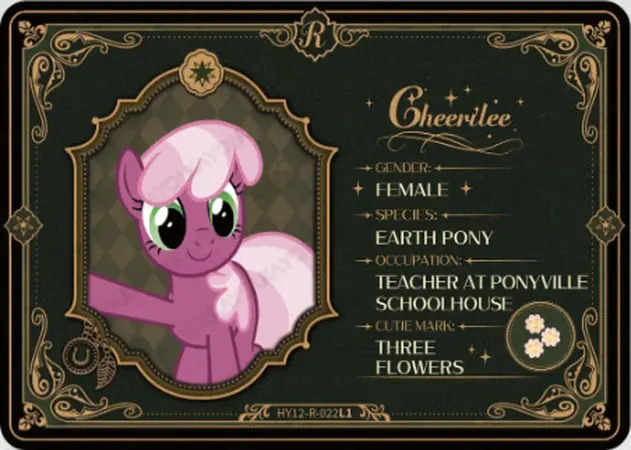 R
Cheerilee
GENDER:
FEMALE
SPECIES:
EARTH PONY
OCCUPATION:
TEACHER AT PONYVILLE
SCHOOLHOUSE
CUTIE MARK:
THREE
FLOWERS
HY12-R-022L1